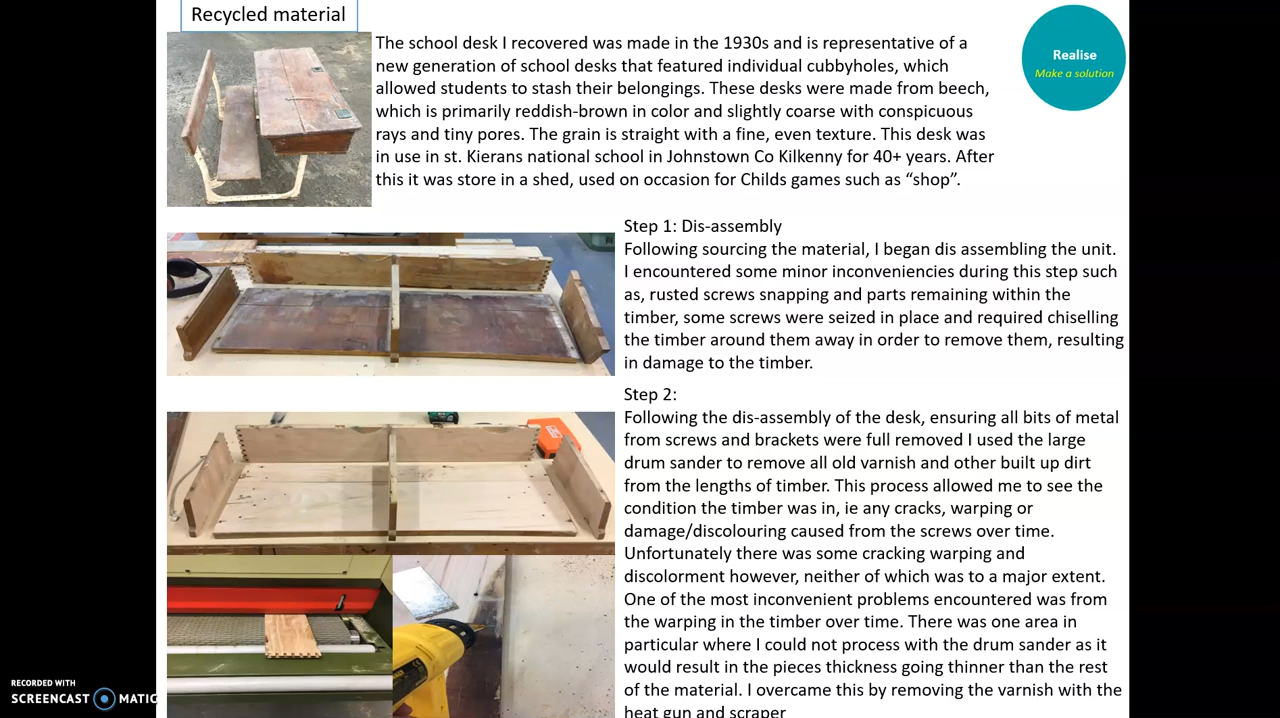 Recycled material
The school desk I recovered was made in the 1930s and is representative of a
new generation of school desks that featured individual cubbyholes, which
allowed students to stash their belongings. These desks were made from beech,
which is primarily reddish-brown in color and slightly coarse with conspicuous
rays and tiny pores. The grain is straight with a fine, even texture. This desk was
in use in st. Kierans national school in Johnstown Co Kilkenny for 40+ years. After
this it was store in a shed, used on occasion for Childs games such as “shop”.
Realise
Make a solution
Step 1: Dis-assembly
Following sourcing the material, I began dis assembling the unit.
I encountered some minor inconveniencies during this step such
as, rusted screws snapping and parts remaining within the
timber, some screws were seized in place and required chiselling
the timber around them away in order to remove them, resulting
in damage to the timber.
Step 2:
Following the dis-assembly of the desk, ensuring all bits of metal
from screws and brackets were full removed I used the large
drum sander to remove all old varnish and other built up dirt
from the lengths of timber. This process allowed me to see the
condition the timber was in, ie any cracks, warping or
damage/discolouring caused from the screws over time.
Unfortunately there was some cracking warping and
discolorment however, neither of which was to a major extent.
One of the most inconvenient problems encountered was from
the warping in the timber over time. There was one area in
particular where I could not process with the drum sander as it
would result in the pieces thickness going thinner than the rest
of the material. I overcame this by removing the varnish with the
heat gun and scraper
RECORDED WITH
SCREENCAST MATIC